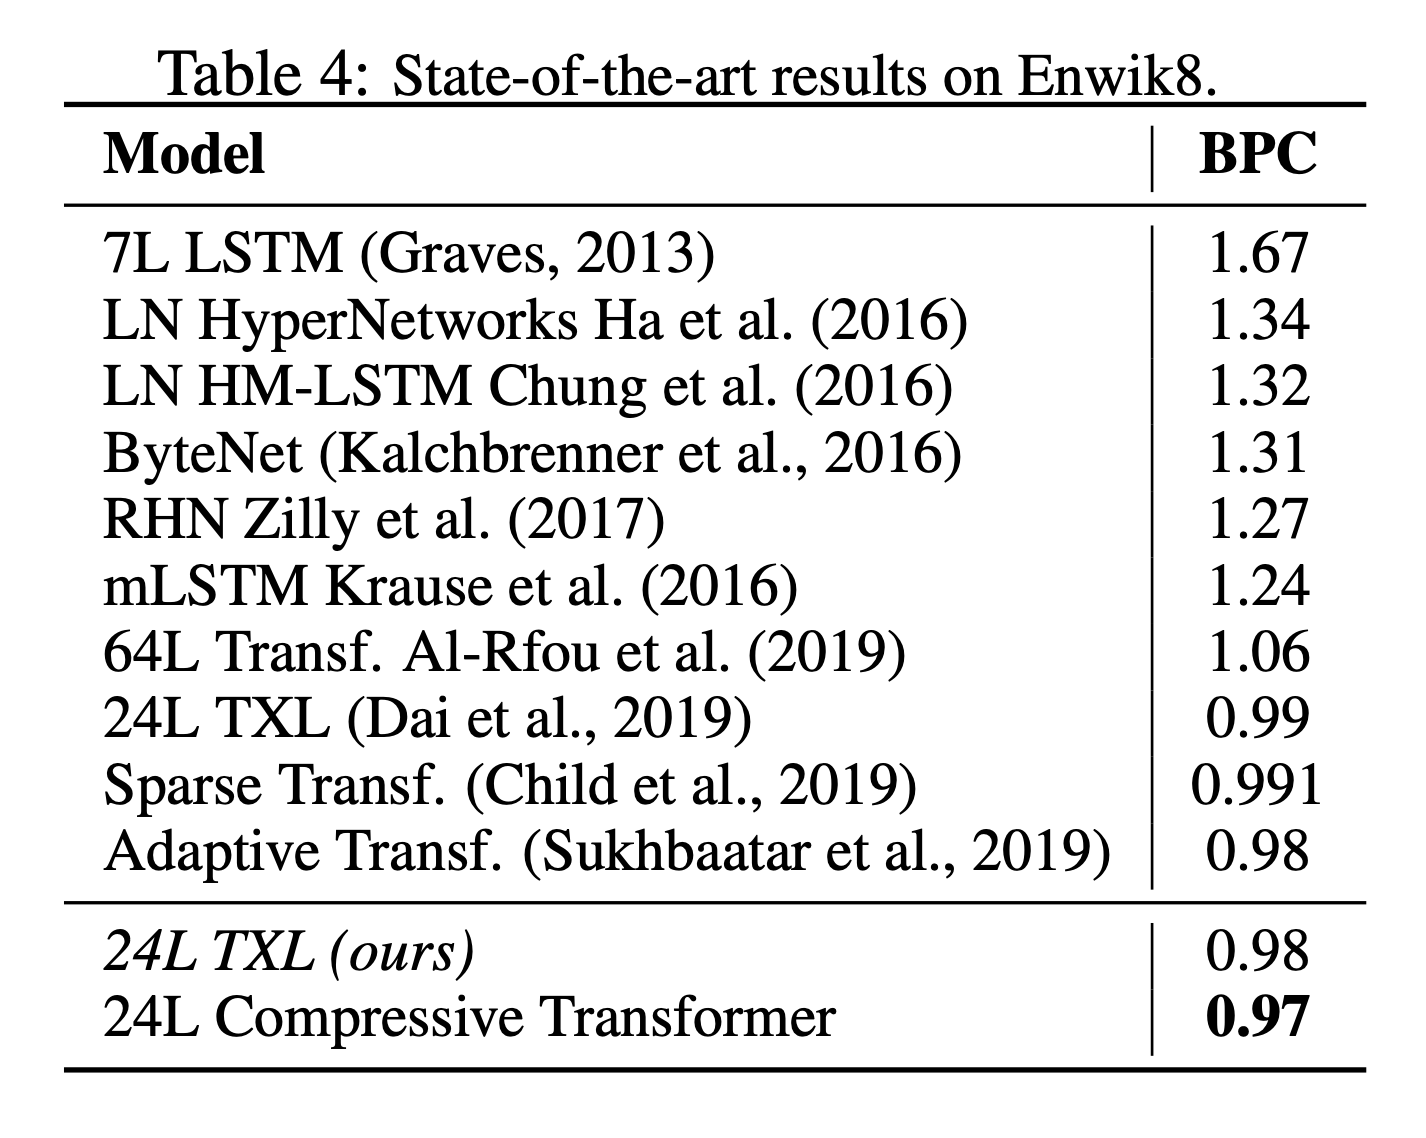 Table 4: State-of-the-art results on Enwik8.
Model BPC
7L LSTM (Graves, 2013) 1.67
LN HyperNetworks Ha et al. (2016) 1.34
LN HM-LSTM Chung et al. (2016) 1.32
ByteNet (Kalchbrenner et al., 2016) 1.31
RHN Zilly et al. (2017) 1.27
mLSTM Krause et al. (2016) 1.24
64L Transf. Al-Rfou et al. (2019) 1.06
24L TXL (Dai et al., 2019) 0.99
Sparse Transf. (Child et al., 2019) 0.991
Adaptive Transf. (Sukhbaatar et al., 2019) 0.98
24L TXL (ours) 0.98
24L Compressive Transformer 0.97